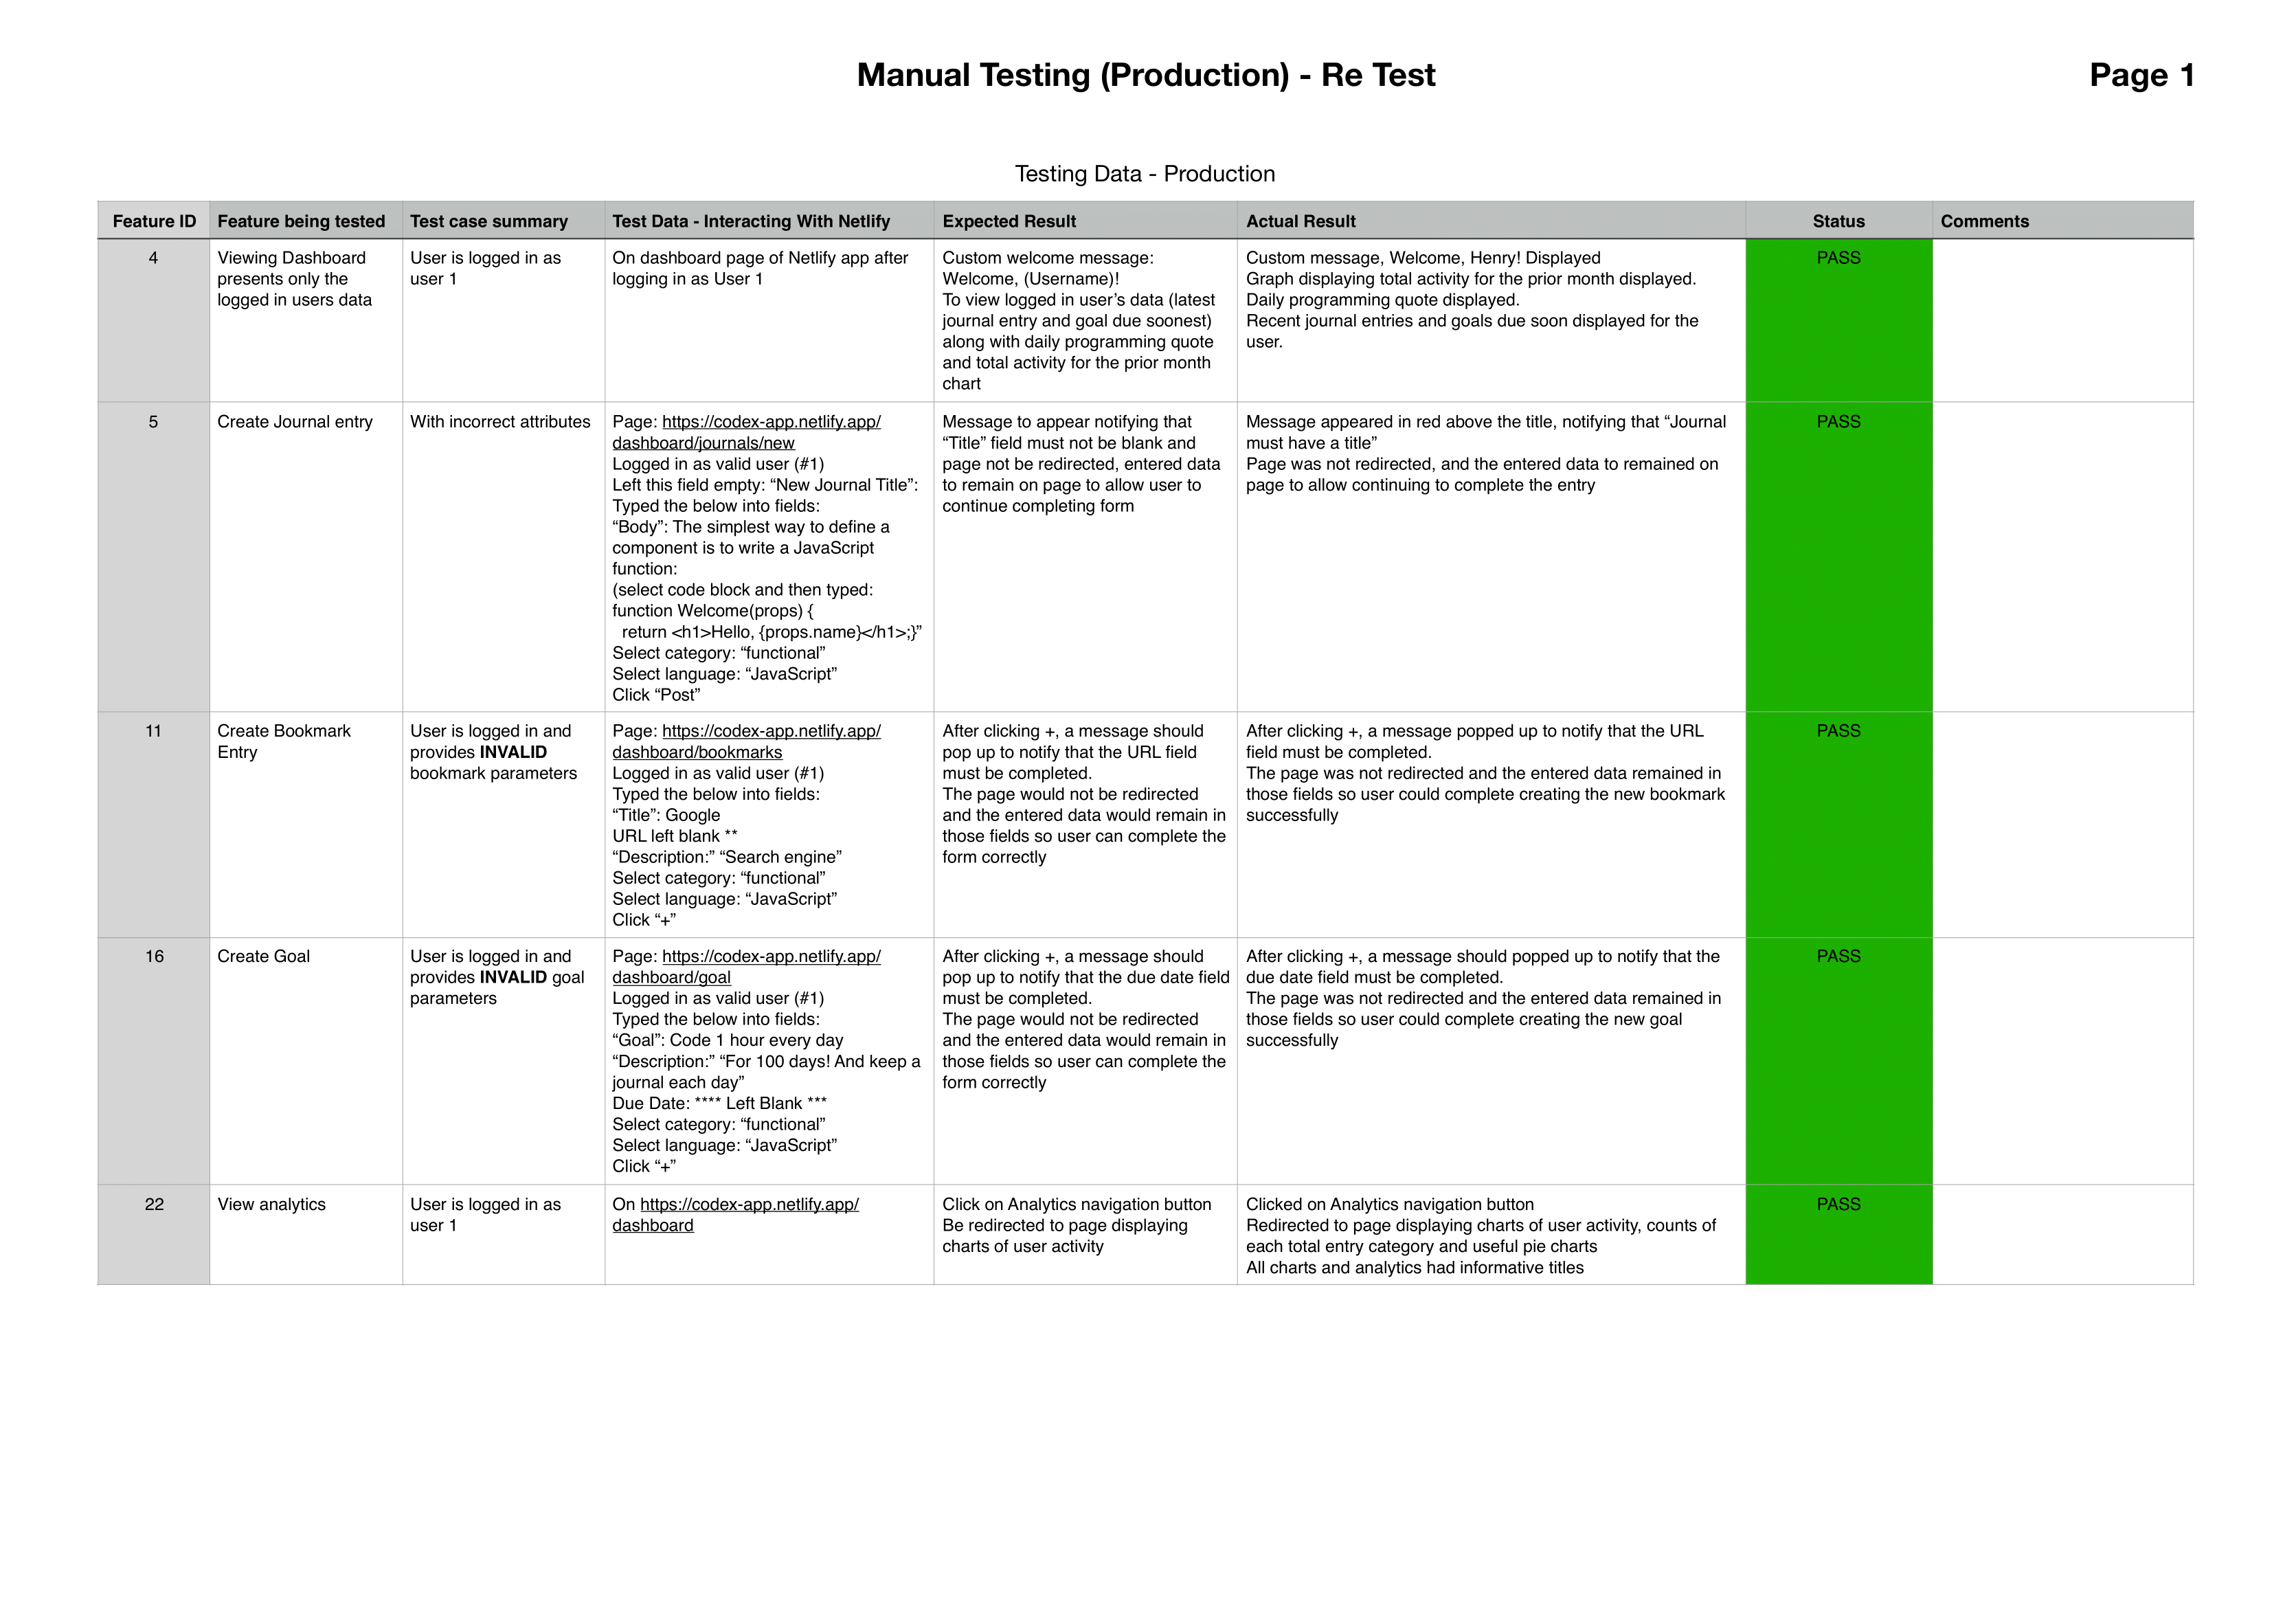 Manual Testing (Production) - Re Test
Page 1
Testing Data - Production
Feature ID
Feature being tested
Test case summary
Test Data - Interacting With Netlify
Expected Result
Actual Result
Status
Comments
4
Viewing Dashboard
presents only the
logged in users data
User is logged in as
user 1
On dashboard page of Netlify app after
logging in as User 1
Custom welcome message:
Welcome, (Username)!
To view logged in user’s data (latest
journal entry and goal due soonest)
along with daily programming quote
and total activity for the prior month
chart
Custom message, Welcome, Henry! Displayed
Graph displaying total activity for the prior month displayed.
Daily programming quote displayed.
Recent journal entries and goals due soon displayed for the
user.
PASS
5
Create Journal entry
With incorrect attributes
Page: https://codex-app.netlify.app/
dashboard/journals/new
Logged in as valid user (#1)
Left this field empty: “New Journal Title”:
Typed the below into fields:
“Body”: The simplest way to define a
component is to write a JavaScript
function:
(select code block and then typed:
function Welcome(props) {
return <h1>Hello, {props.name}</h1>;}”
Select category: “functional”
Select language: “JavaScript”
Click “Post”
Message to appear notifying that
“Title” field must not be blank and
page not be redirected, entered data
to remain on page to allow user to
continue completing form
Message appeared in red above the title, notifying that “Journal
must have a title”
Page was not redirected, and the entered data to remained on
page to allow continuing to complete the entry
PASS
11
Create Bookmark
Entry
User is logged in and
provides INVALID
bookmark parameters
Page: https://codex-app.netlify.app/
dashboard/bookmarks
Logged in as valid user (#1)
Typed the below into fields:
“Title”: Google
URL left blank **
“Description:” “Search engine”
Select category: “functional”
Select language: “JavaScript”
Click “+”
After clicking +, a message should
pop up to notify that the URL field
must be completed.
The page would not be redirected
and the entered data would remain in
those fields so user can complete the
form correctly
After clicking +, a message popped up to notify that the URL
field must be completed.
The page was not redirected and the entered data remained in
those fields so user could complete creating the new bookmark
successfully
PASS
16
Create Goal
User is logged in and
provides INVALID goal
parameters
Page: https://codex-app.netlify.app/
dashboard/goal
Logged in as valid user (#1)
Typed the below into fields:
“Goal”: Code 1 hour every day
“Description:” “For 100 days! And keep a
journal each day”
Due Date: **** Left Blank ***
Select category: “functional”
Select language: “JavaScript”
Click “+”
After clicking +, a message should
pop up to notify that the due date field
must be completed.
The page would not be redirected
and the entered data would remain in
those fields so user can complete the
form correctly
After clicking +, a message should popped up to notify that the
due date field must be completed.
The page was not redirected and the entered data remained in
those fields so user could complete creating the new goal
successfully
PASS
22
View analytics
User is logged in as
user 1
On https://codex-app.netlify.app/
dashboard
Click on Analytics navigation button
Be redirected to page displaying
charts of user activity
Clicked on Analytics navigation button
Redirected to page displaying charts of user activity, counts of
each total entry category and useful pie charts
All charts and analytics had informative titles
PASS